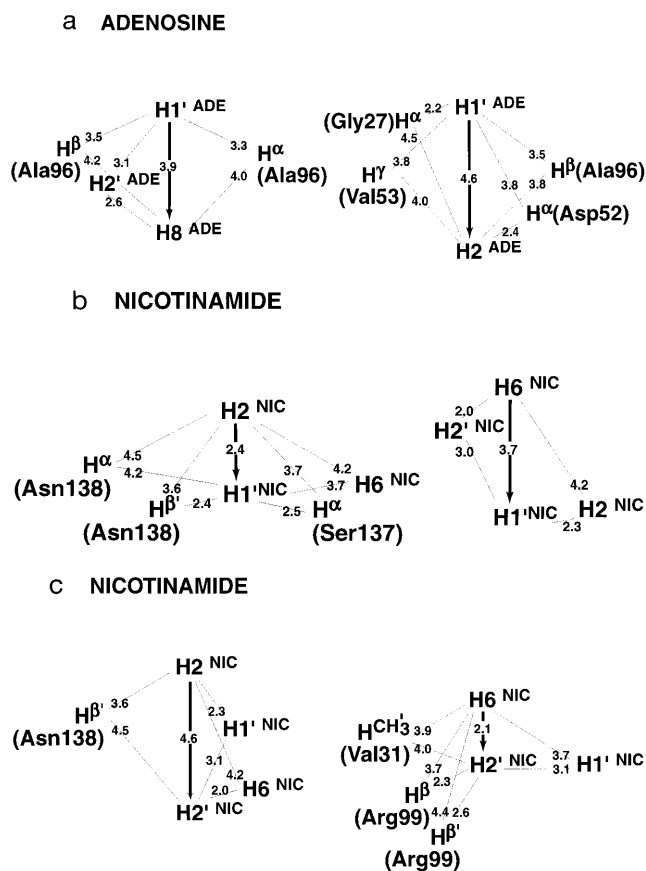 a ADENOSINE
H1' ADE
3.5
3.3
Hβ
(Ala96)
4.2
3.1
3.9
Hα
(Ala96)
H2' ADE
4.0
2.6
H8 ADE
H1' ADE
2.2
(Gly27)Hα
4.5
3.8
3.5
Hγ
(Val53)
Hβ(Ala96)
4.6
3.8
3.8
4.0
Hα(Asp52)
2.4
H2 ADE
b NICOTINAMIDE
H2 NIC
4.5
2.4
Hα
(Asn138)
4.2
3.7
4.2
3.6
3.7
H6 NIC
H1' NIC
Hβ'
(Asn138)
2.4
2.5
Hα
(Ser137)
H6 NIC
2.0
H2' NIC
3.7
3.0
4.2
H1' NIC
H2 NIC
2.3
c NICOTINAMIDE
H2 NIC
3.6
2.3
Hβ'
(Asn138)
H1' NIC
4.5
4.6
3.1
4.2
2.0
H6 NIC
H2' NIC
H6 NIC
HCH'3
(Val31)
3.9
2.1
4.0
3.7
H2' NIC
3.1
H1' NIC
3.7
2.3
Hβ
(Arg99)
4.4
2.6
Hβ'
(Arg99)